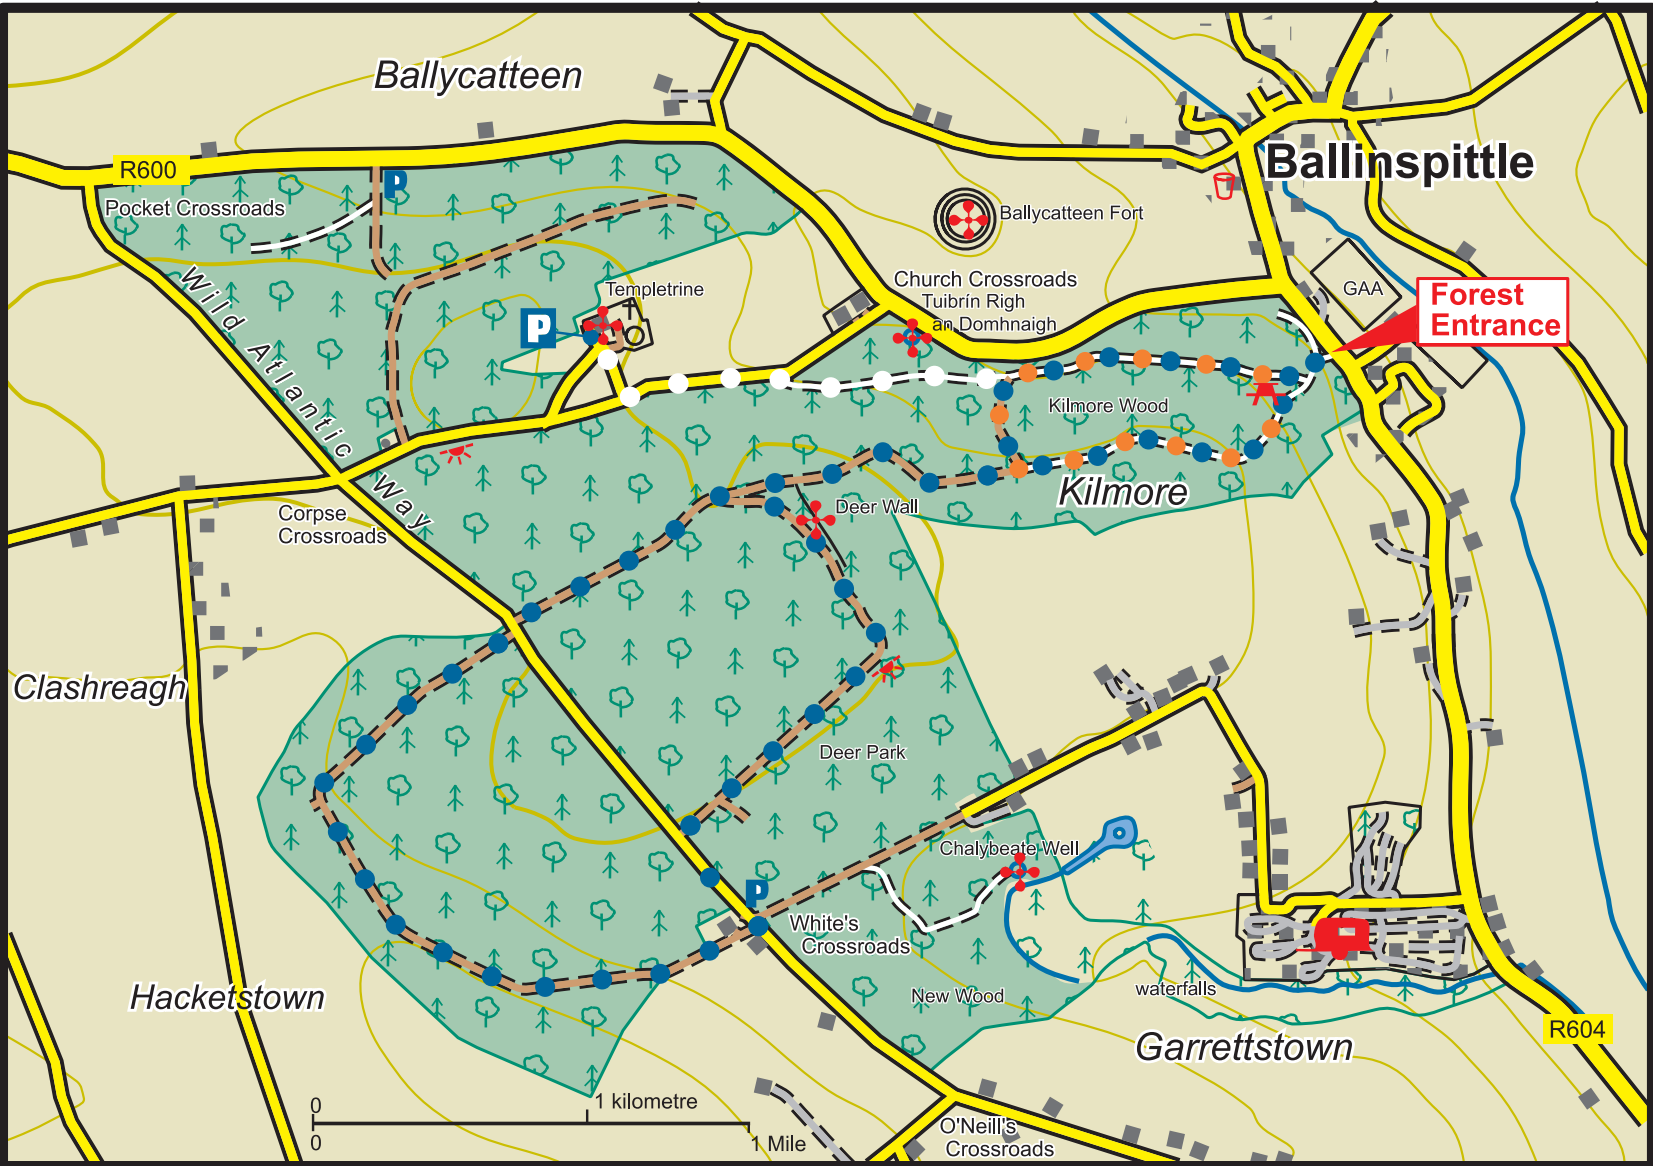 Ballycatteen
R600
P
Pocket Crossroads
Ballinspittle
Ballycatteen Fort
Wild Atlantic Way
Templetrine
P
Church Crossroads
Tuibrín Righ
an Domhnaigh
GAA
Forest
Entrance
Kilmore Wood
Kilmore
Deer Wall
Corpse
Crossroads
Clashreagh
Deer Park
Chalybeate Well
P
White's
Crossroads
Hacketstown
New Wood
waterfalls
Garrettstown
R604
0
1 kilometre
0
1 Mile
O'Neill's
Crossroads